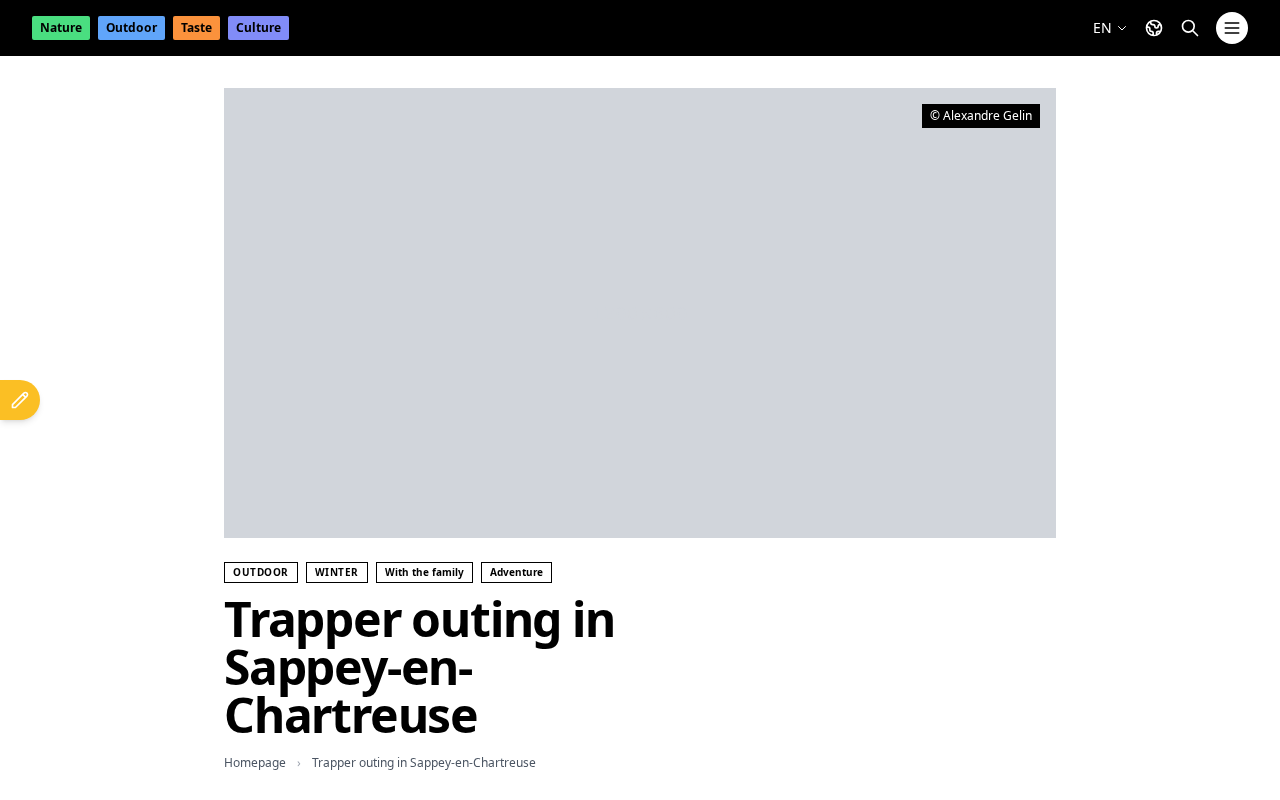 Nature Outdoor Taste Culture EN
© Alexandre Gelin
OUTDOOR WINTER With the family Adventure
Trapper outing in
Sappey-en-
Chartreuse
Homepage › Trapper outing in Sappey-en-Chartreuse